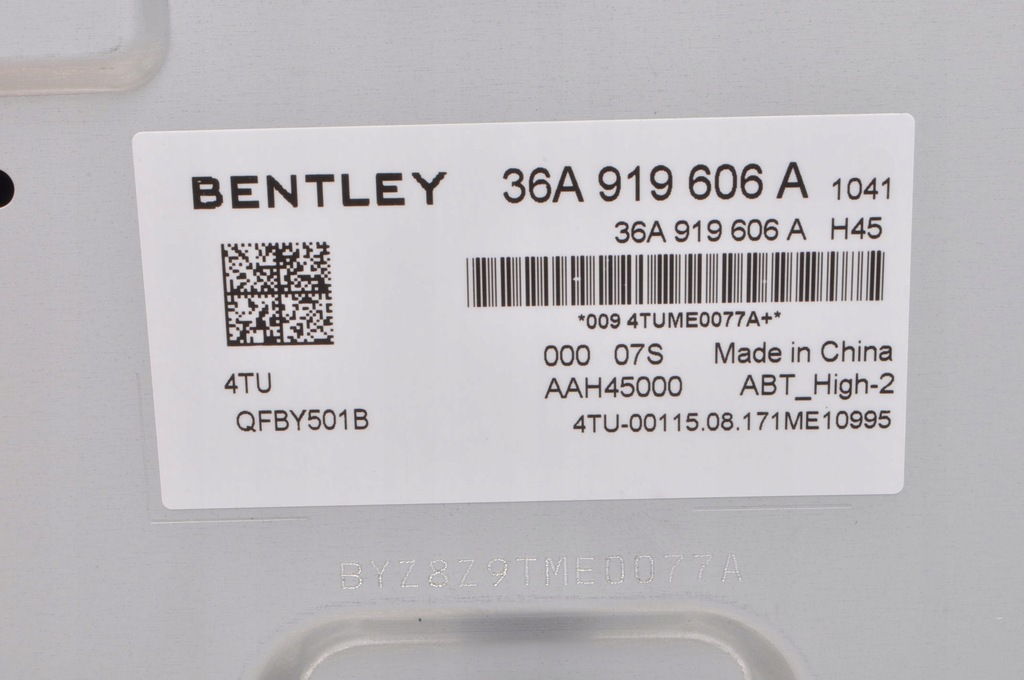 BENTLEY 36A 919 606 A 1041
36A 919 606 A H45
*009 4TUME0077A+*
000 07S Made in China
4TU AAH45000 ABT_High-2
QFBY501B 4TU-00115.08.171ME10995
BYZ8Z9TME0077A